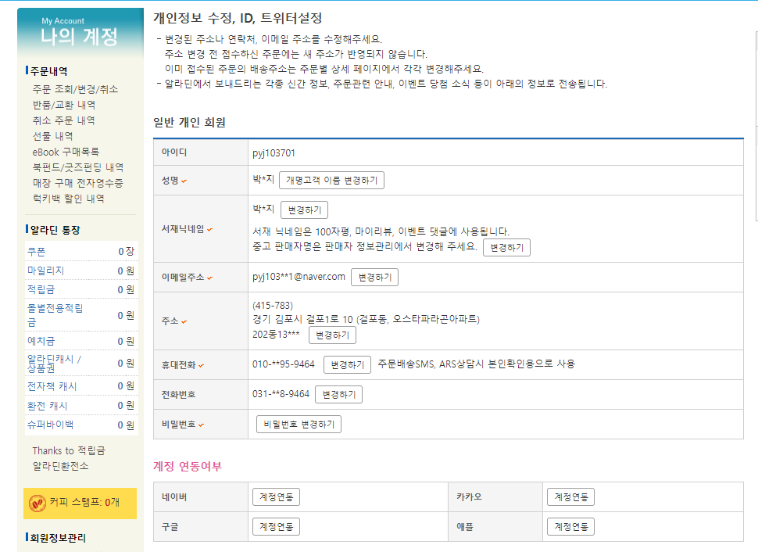 My Account
나의 계정
주문내역
주문 조회/변경/취소
반품/교환 내역
취소 주문 내역
선물 내역
eBook 구매목록
북펀드/굿즈펀딩 내역
매장 구매 전자영수증
럭키백 할인 내역
알라딘 통장
쿠폰 0 장
마일리지 0 원
적립금 0 원
몰별전용적립
금 0 원
예치금 0 원
알라딘캐시 /
상품권 0 원
전자책 캐시 0 원
환전 캐시 0 원
슈퍼바이백 0 원
Thanks to 적립금
알라딘환전소
커피 스탬프: 0개
회원정보관리
개인정보 수정, ID, 트위터설정
- 변경된 주소나 연락처, 이메일 주소를 수정해주세요.
주소 변경 전 접수하신 주문에는 새 주소가 반영되지 않습니다.
이미 접수된 주문의 배송주소는 주문별 상세 페이지에서 각각 변경해주세요.
- 알라딘에서 보내드리는 각종 신간 정보, 주문관련 안내, 이벤트 당첨 소식 등이 아래의 정보로 전송됩니다.
일반 개인 회원
아이디 pyj103701
성명 박*지 개명고객 이름 변경하기
서재닉네임 박*지 변경하기
서재 닉네임은 100자평, 마이리뷰, 이벤트 댓글에 사용됩니다.
중고 판매자명은 판매자 정보관리에서 변경해 주세요. 변경하기
이메일주소 pyj103**1@naver.com 변경하기
주소 (415-783)
경기 김포시 걸포1로 10 (걸포동, 오스타파라곤아파트)
202동13*** 변경하기
휴대전화 010-**95-9464 변경하기 주문배송SMS, ARS상담시 본인확인용으로 사용
전화번호 031-**8-9464 변경하기
비밀번호 비밀번호 변경하기
계정 연동여부
네이버 계정연동 카카오 계정연동
구글 계정연동 애플 계정연동